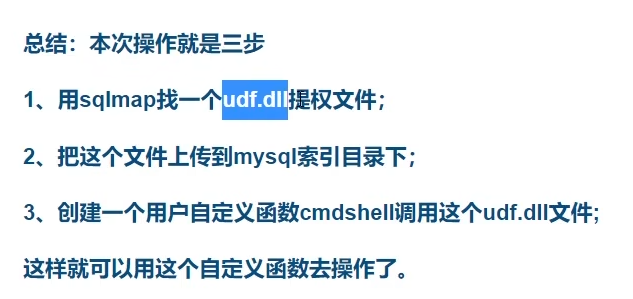 总结：本次操作就是三步
1、用sqlmap找一个udf.dll提权文件；
2、把这个文件上传到mysql索引目录下；
3、创建一个用户自定义函数cmdshell调用这个udf.dll文件;
这样就可以用这个自定义函数去操作了。